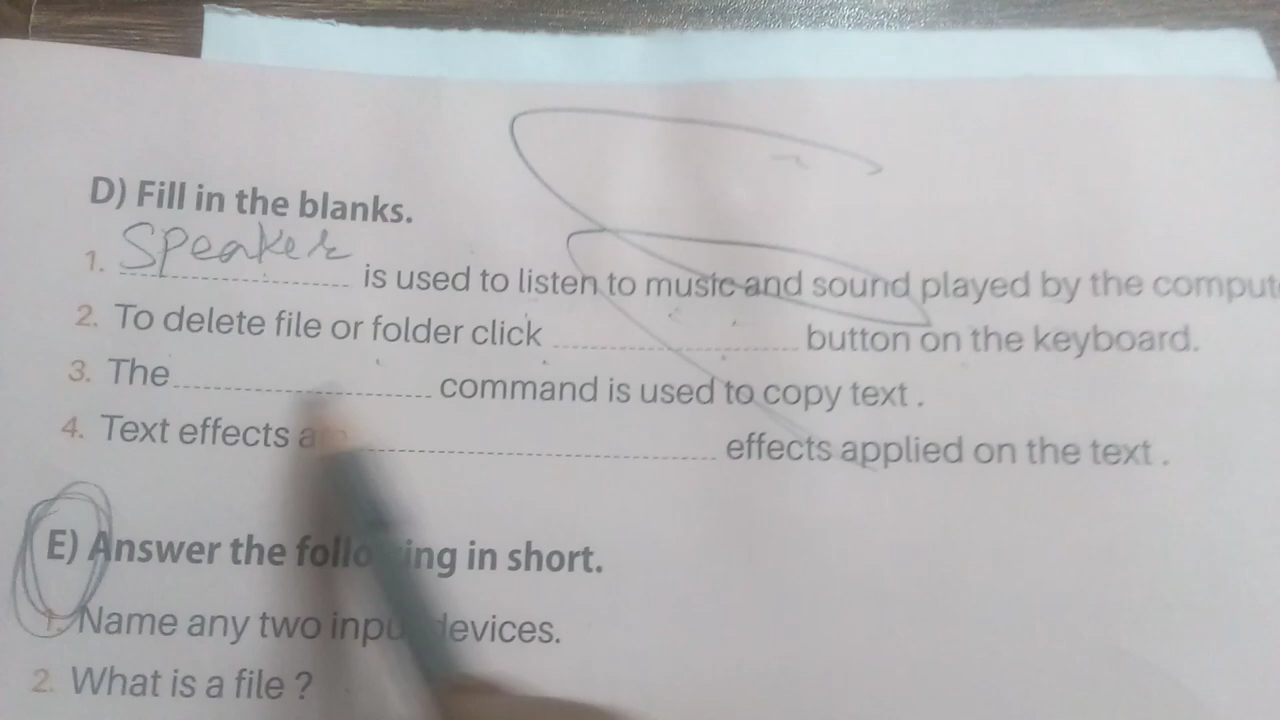 D) Fill in the blanks.
1. Speaker is used to listen to music and sound played by the comput
2. To delete file or folder click ............ button on the keyboard.
3. The ............ command is used to copy text .
4. Text effects ............ effects applied on the text .
E) Answer the following in short.
1. Name any two input devices.
2. What is a file ?